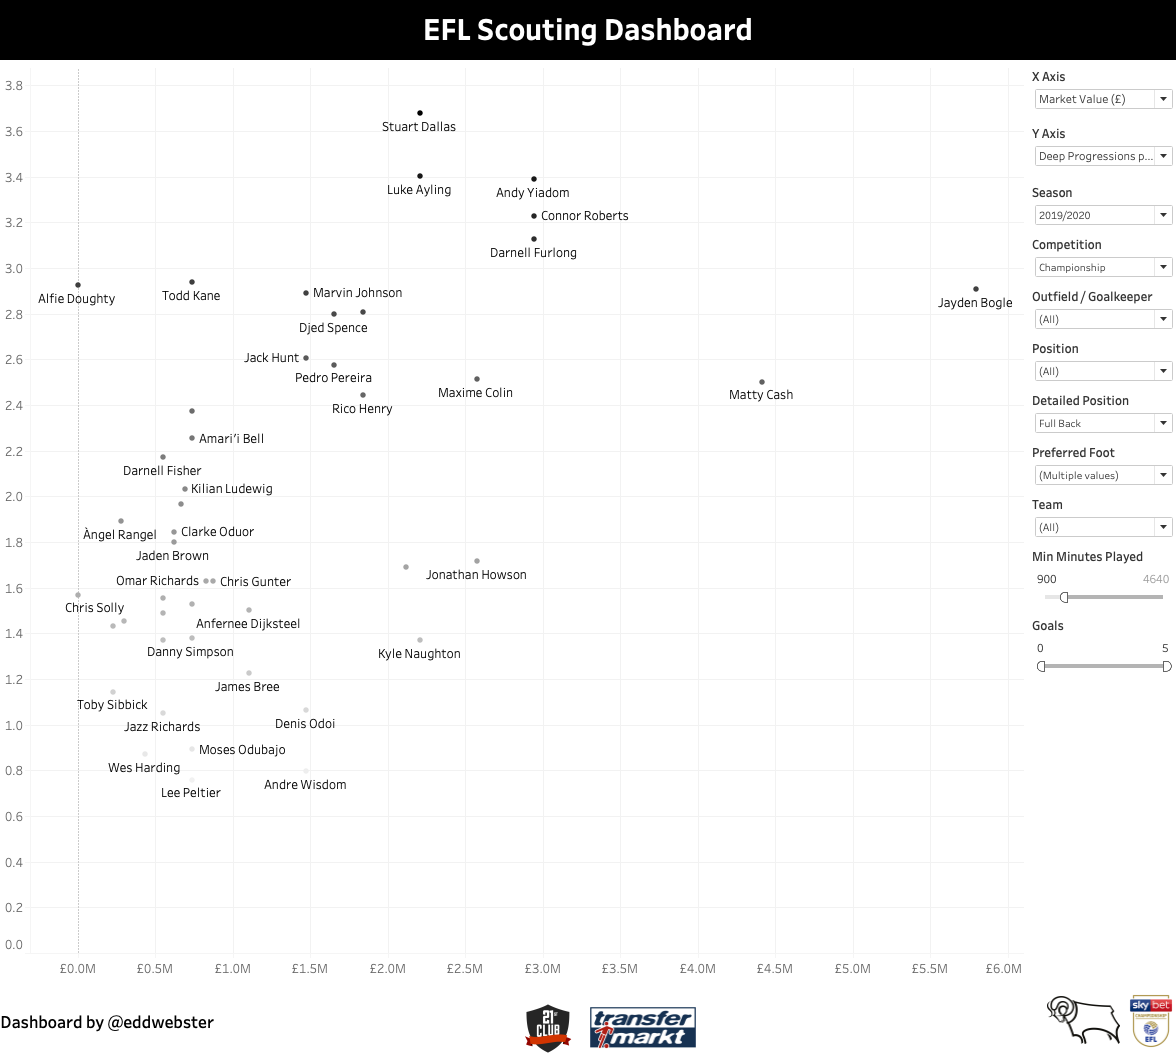 EFL Scouting Dashboard
3.8
3.6
3.4
3.2
3.0
2.8
2.6
2.4
2.2
2.0
1.8
1.6
1.4
1.2
1.0
0.8
0.6
0.4
0.2
0.0
Stuart Dallas
Luke Ayling
Andy Yiadom
Connor Roberts
Darnell Furlong
Alfie Doughty
Todd Kane
Marvin Johnson
Jayden Bogle
Djed Spence
Jack Hunt
Pedro Pereira
Maxime Colin
Matty Cash
Rico Henry
Amari'i Bell
Darnell Fisher
Kilian Ludewig
Àngel Rangel
Clarke Oduor
Jaden Brown
Jonathan Howson
Omar Richards
Chris Gunter
Chris Solly
Anfernee Dijksteel
Danny Simpson
Kyle Naughton
James Bree
Toby Sibbick
Jazz Richards
Denis Odoi
Moses Odubajo
Wes Harding
Andre Wisdom
Lee Peltier
£0.0M
£0.5M
£1.0M
£1.5M
£2.0M
£2.5M
£3.0M
£3.5M
£4.0M
£4.5M
£5.0M
£5.5M
£6.0M
X Axis
Market Value (£)
Y Axis
Deep Progressions p...
Season
2019/2020
Competition
Championship
Outfield / Goalkeeper
(All)
Position
(All)
Detailed Position
Full Back
Preferred Foot
(Multiple values)
Team
(All)
Min Minutes Played
900 4640
Goals
0 5
Dashboard by @eddwebster
21ST
CLUB
transfer
markt
sky bet
CHAMPIONSHIP
EFL